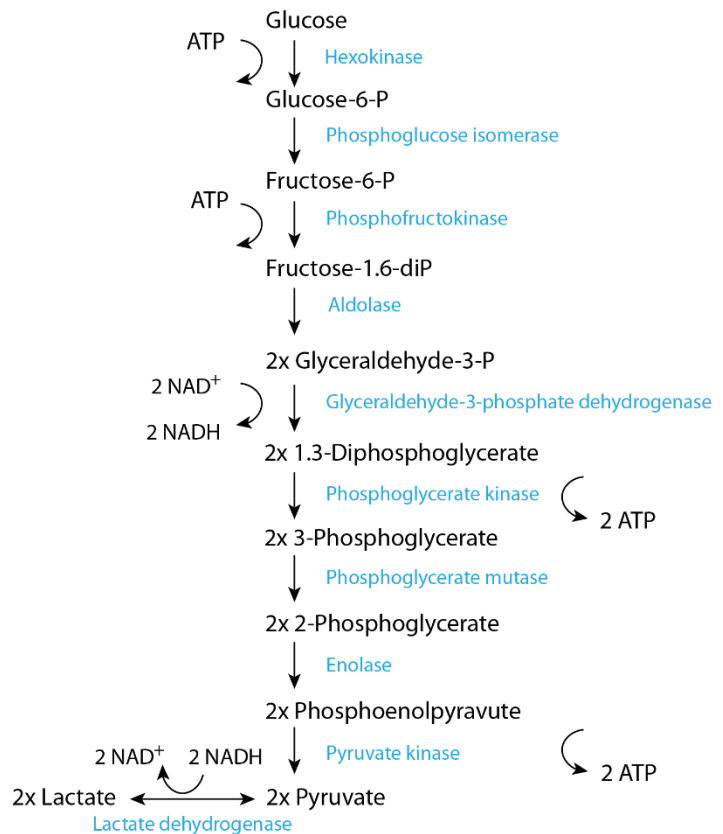 Glucose
ATP
Hexokinase
Glucose-6-P
Phosphoglucose isomerase
Fructose-6-P
ATP
Phosphofructokinase
Fructose-1.6-diP
Aldolase
2x Glyceraldehyde-3-P
2 NAD+
Glyceraldehyde-3-phosphate dehydrogenase
2 NADH
2x 1.3-Diphosphoglycerate
Phosphoglycerate kinase
2 ATP
2x 3-Phosphoglycerate
Phosphoglycerate mutase
2x 2-Phosphoglycerate
Enolase
2x Phosphoenolpyravute
2 NAD+ 2 NADH
Pyruvate kinase
2 ATP
2x Lactate
2x Pyruvate
Lactate dehydrogenase